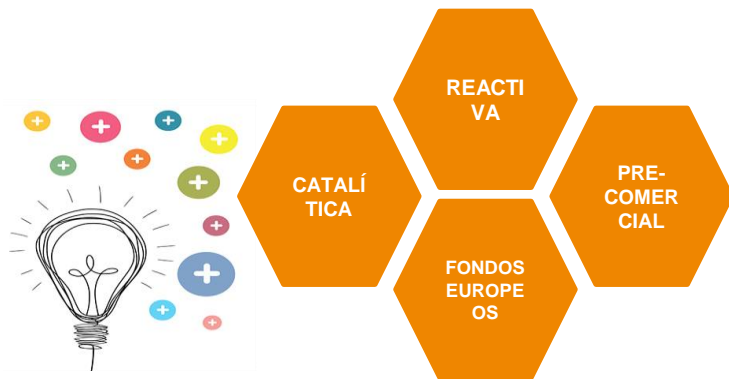 REACTI
VA
CATALÍ
TICA
PRE-
COMER
CIAL
FONDOS
EUROPE
OS